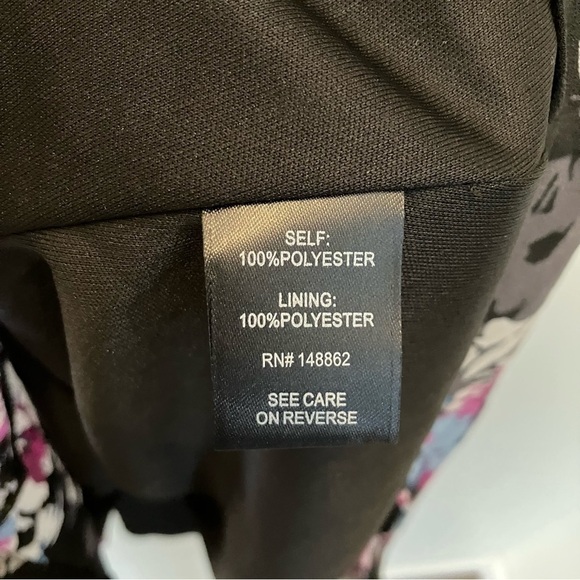 SELF:
100%POLYESTER
LINING:
100%POLYESTER
RN# 148862
SEE CARE
ON REVERSE